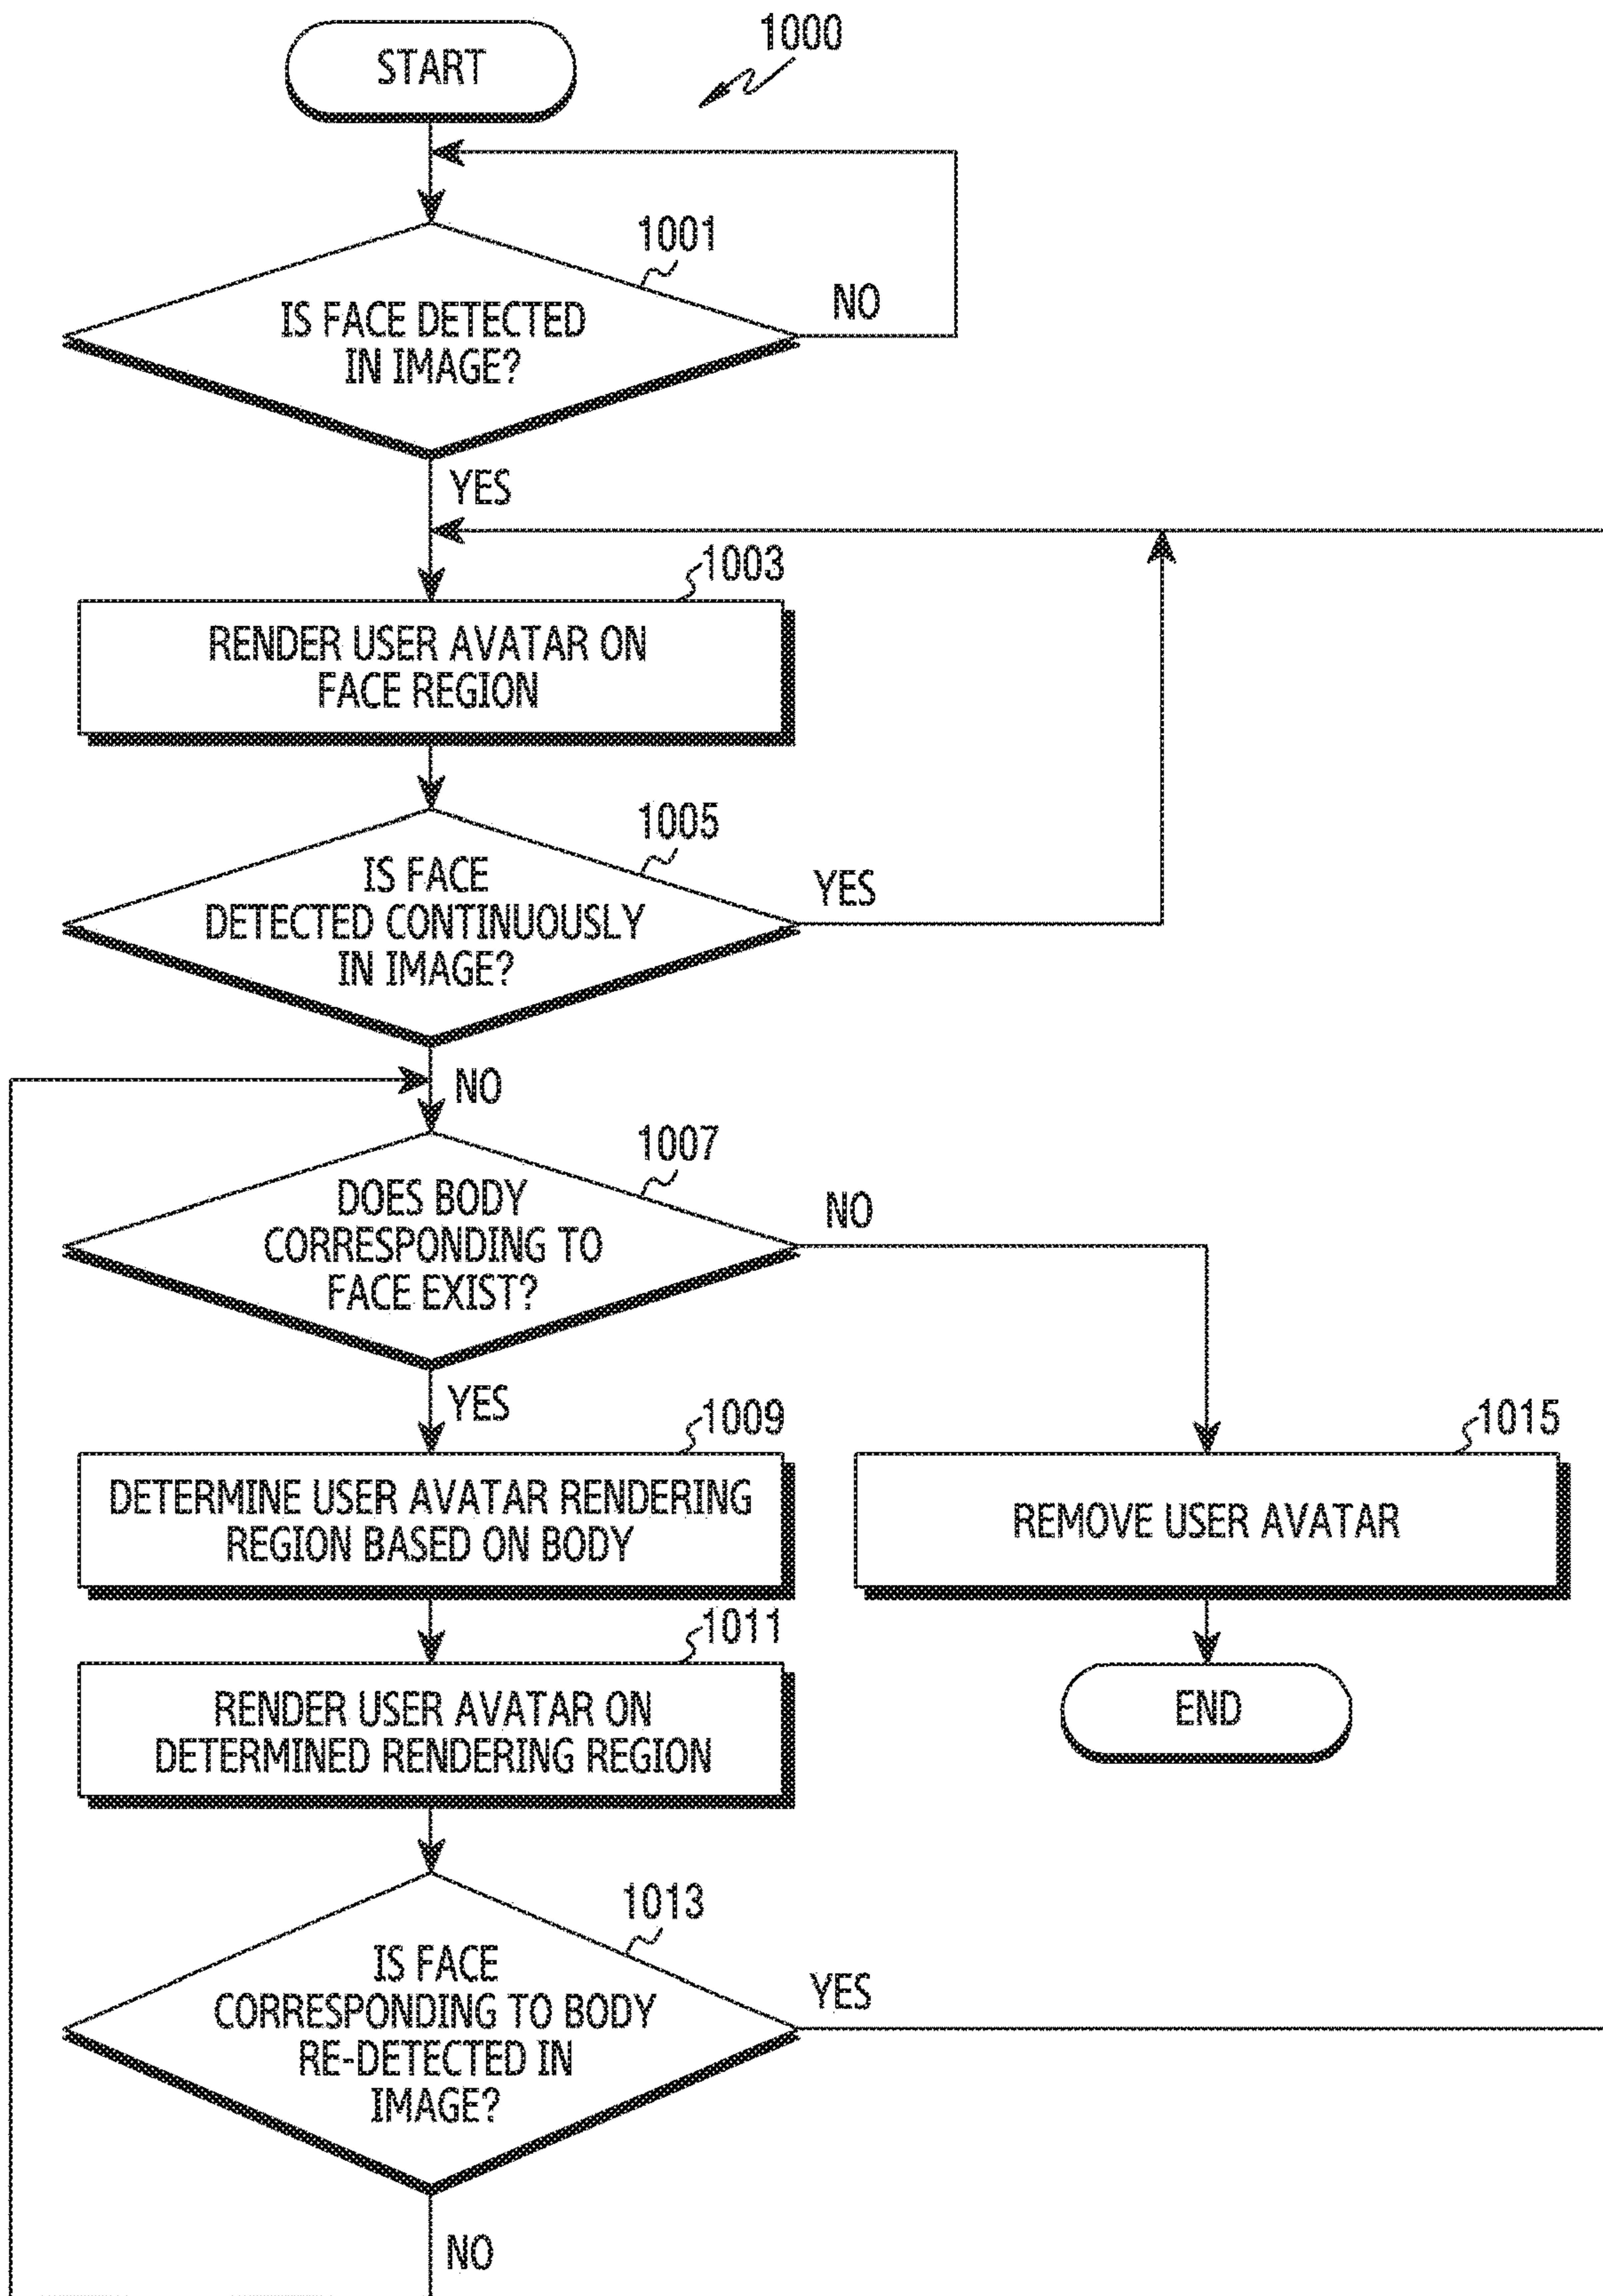 START
1000
1001
IS FACE DETECTED
IN IMAGE?
NO
YES
1003
RENDER USER AVATAR ON
FACE REGION
1005
IS FACE
DETECTED CONTINUOUSLY
IN IMAGE?
YES
NO
1007
DOES BODY
CORRESPONDING TO
FACE EXIST?
NO
YES
1009
DETERMINE USER AVATAR RENDERING
REGION BASED ON BODY
1015
REMOVE USER AVATAR
1011
RENDER USER AVATAR ON
DETERMINED RENDERING REGION
END
1013
IS FACE
CORRESPONDING TO BODY
RE-DETECTED IN
IMAGE?
YES
NO